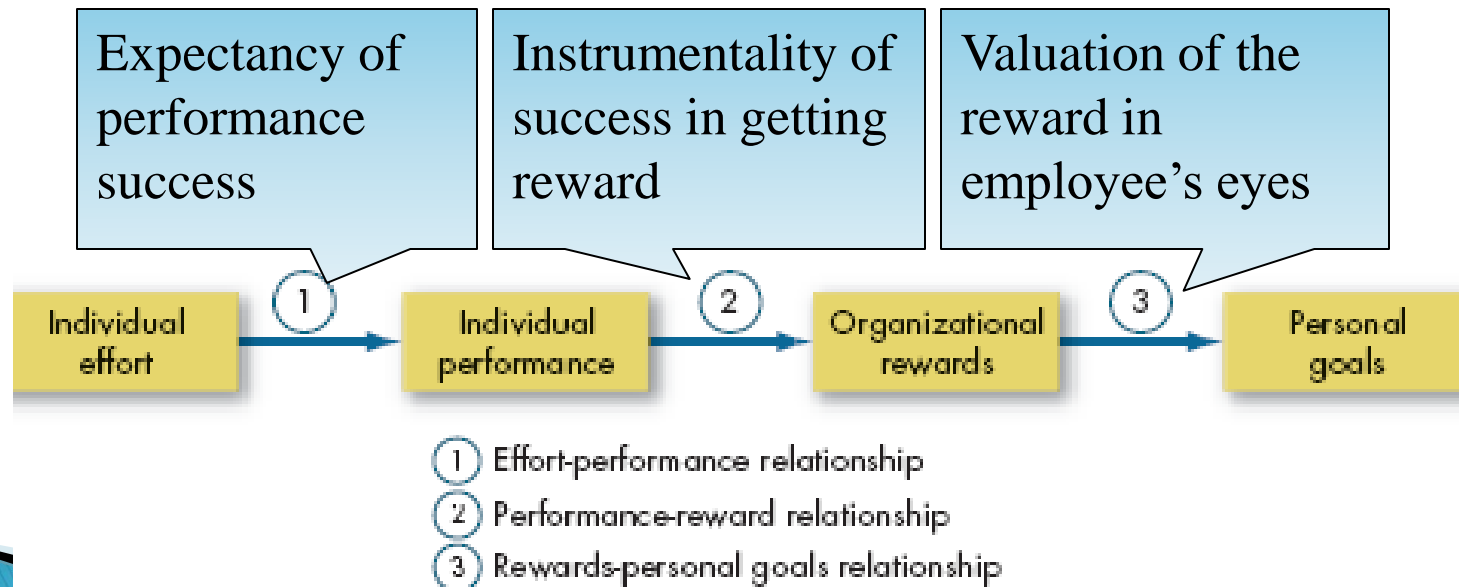 Expectancy of
performance
success
Instrumentality of
success in getting
reward
Valuation of the
reward in
employee’s eyes
1
2
3
Individual
effort
Individual
performance
Organizational
rewards
Personal
goals
1 Effort-performance relationship
2 Performance-reward relationship
3 Rewards-personal goals relationship